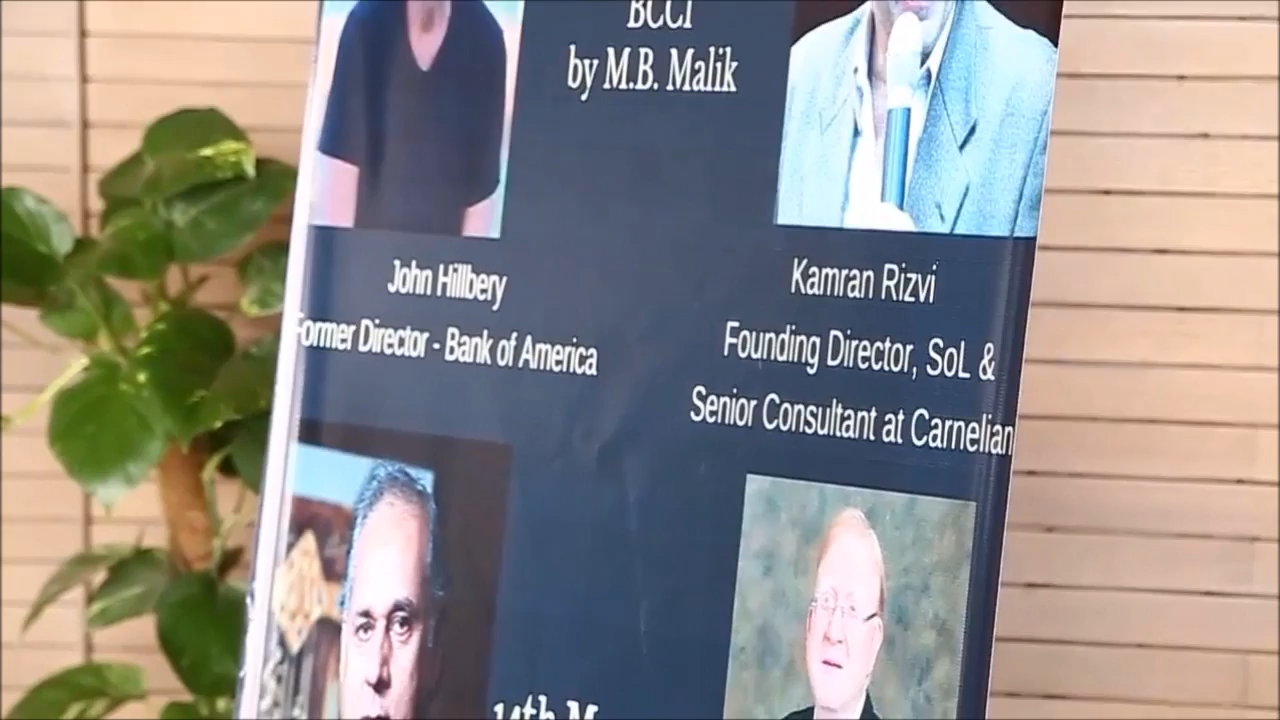 BCCI
by M.B. Malik
John Hillbery
Former Director - Bank of America
Kamran Rizvi
Founding Director, SoL &
Senior Consultant at Carnelian
14th